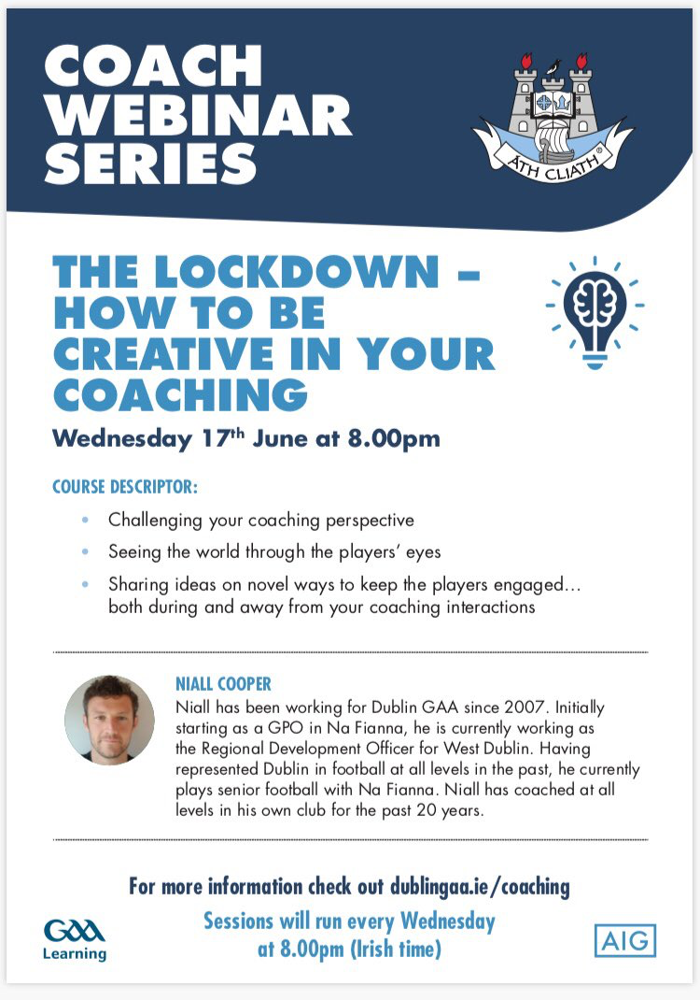 COACH
WEBINAR
SERIES
ÁTH CLIATH®
THE LOCKDOWN –
HOW TO BE
CREATIVE IN YOUR
COACHING
Wednesday 17th June at 8.00pm
COURSE DESCRIPTOR:
• Challenging your coaching perspective
• Seeing the world through the players’ eyes
• Sharing ideas on novel ways to keep the players engaged…
both during and away from your coaching interactions
NIALL COOPER
Niall has been working for Dublin GAA since 2007. Initially
starting as a GPO in Na Fianna, he is currently working as
the Regional Development Officer for West Dublin. Having
represented Dublin in football at all levels in the past, he currently
plays senior football with Na Fianna. Niall has coached at all
levels in his own club for the past 20 years.
For more information check out dublingaa.ie/coaching
Sessions will run every Wednesday
at 8.00pm (Irish time)
GAA
Learning
AIG